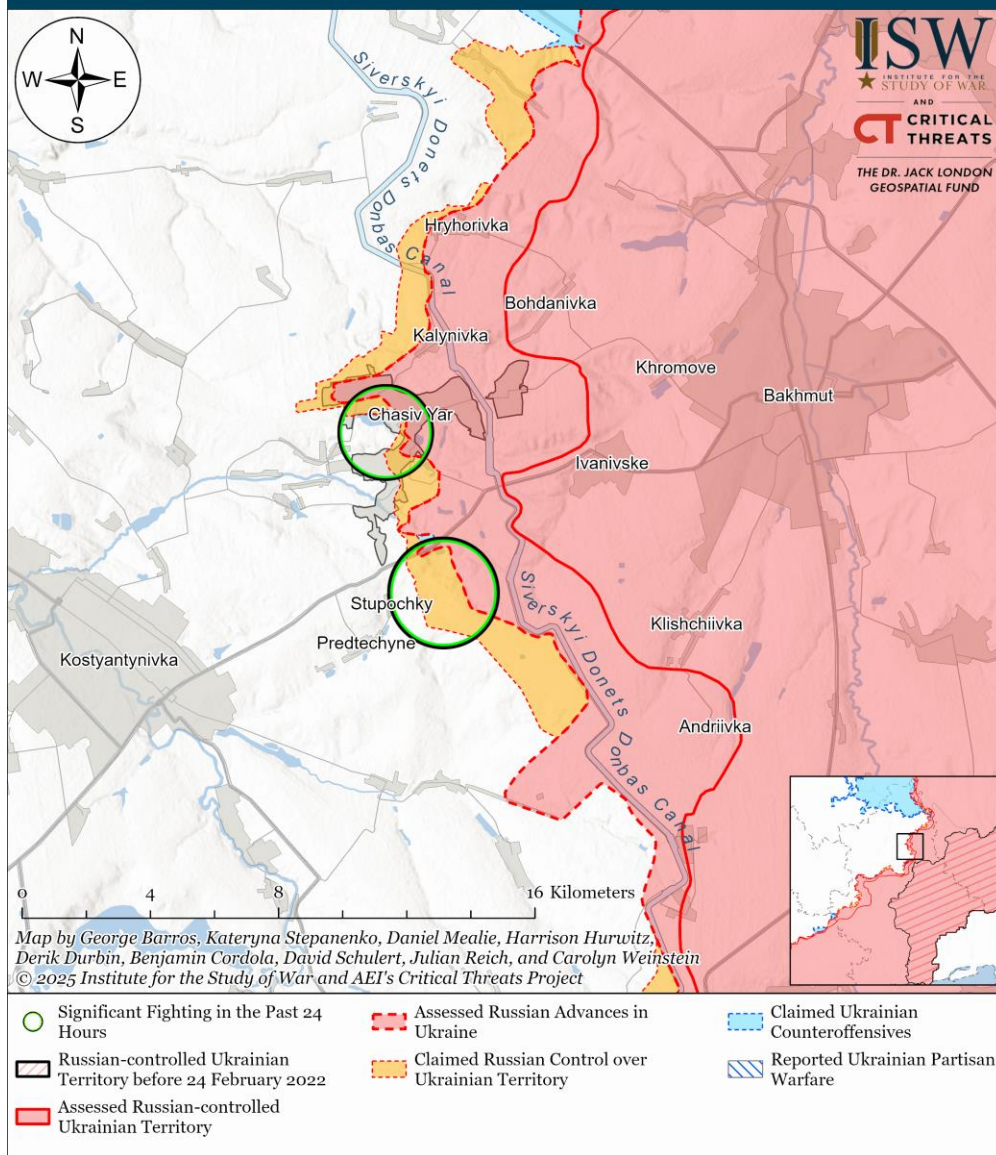 N
W E
S
ISW
INSTITUTE FOR THE
STUDY OF WAR
AND
CT CRITICAL
THREATS
THE DR. JACK LONDON
GEOSPATIAL FUND
Siverskyi Donets Donbas Canal
Hryhorivka
Bohdanivka
Kalynivka
Khromove
Bakhmut
Chasiv Yar
Ivanivske
Siverskyi Donets Donbas Canal
Stupochky
Klishchiivka
Predtechyne
Kostyantynivka
Andriivka
0 4 8 16 Kilometers
Map by George Barros, Kateryna Stepanenko, Daniel Mealie, Harrison Hurwitz,
Derik Durbin, Benjamin Cordola, David Schulert, Julian Reich, and Carolyn Weinstein
© 2025 Institute for the Study of War and AEI's Critical Threats Project
Significant Fighting in the Past 24
Hours
Russian-controlled Ukrainian
Territory before 24 February 2022
Assessed Russian-controlled
Ukrainian Territory
Assessed Russian Advances in
Ukraine
Claimed Russian Control over
Ukrainian Territory
Claimed Ukrainian
Counteroffensives
Reported Ukrainian Partisan
Warfare